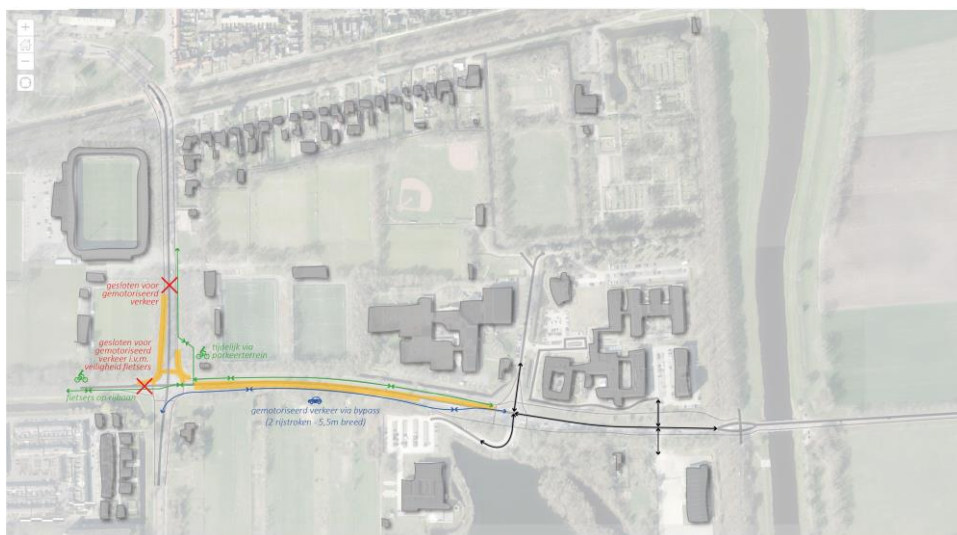 gesloten voor
gemotoriseerd
verkeer
gesloten voor
gemotoriseerd
verkeer i.v.m.
veiligheid fietsers
tijdelijk via
parkeerterrein
fietsers op rijbaan
gemotoriseerd verkeer via bypass
(2 rijstroken - 5,5m breed)